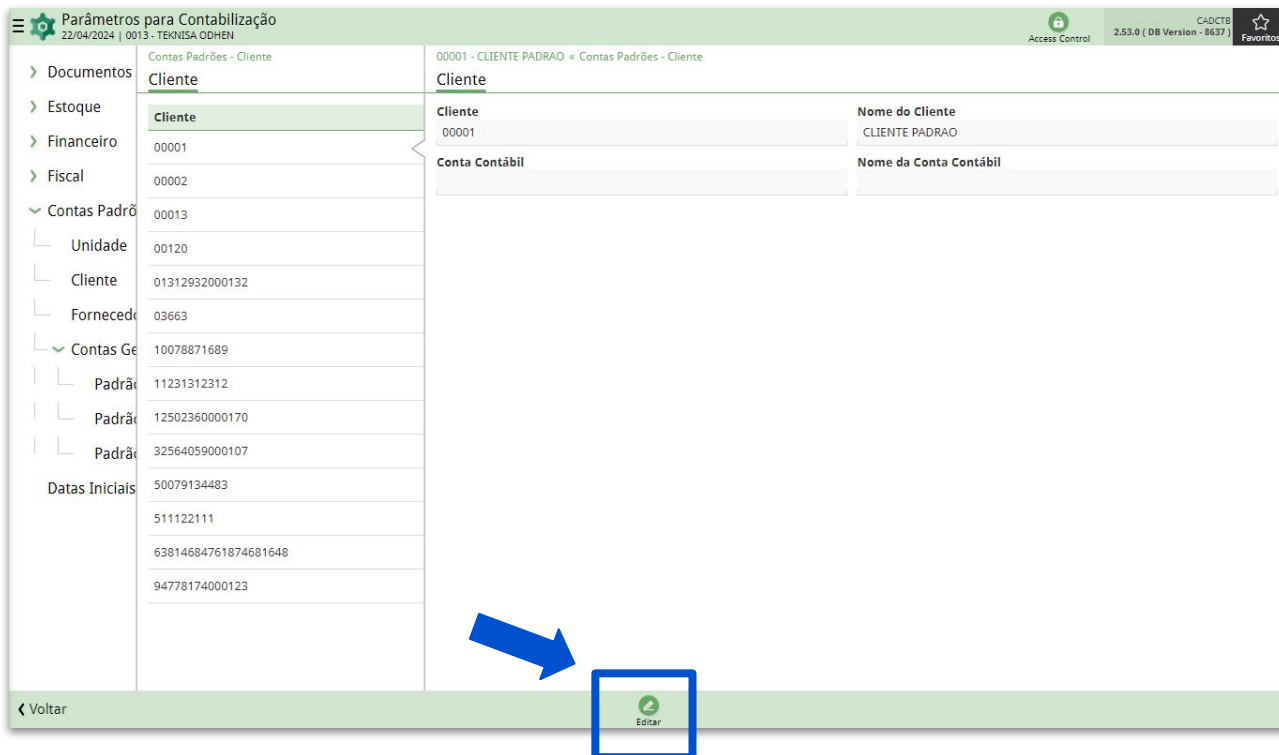 Parâmetros para Contabilização
22/04/2024 | 0013 - TEKNISA ODHEN
Access Control
CADCTB
2.53.0 ( DB Version - 8637 )
Favoritos
Documentos
Estoque
Financeiro
Fiscal
Contas Padrõ
Unidade
Cliente
Fornecedo
Contas Ge
Padrão
Padrão
Padrão
Datas Iniciais
Contas Padrões - Cliente
Cliente
Cliente
00001
00002
00013
00120
01312932000132
03663
10078871689
11231312312
12502360000170
32564059000107
50079134483
511122111
63814684761874681648
94778174000123
00001 - CLIENTE PADRAO « Contas Padrões - Cliente
Cliente
Cliente
00001
Nome do Cliente
CLIENTE PADRAO
Conta Contábil
Nome da Conta Contábil
Voltar
Editar